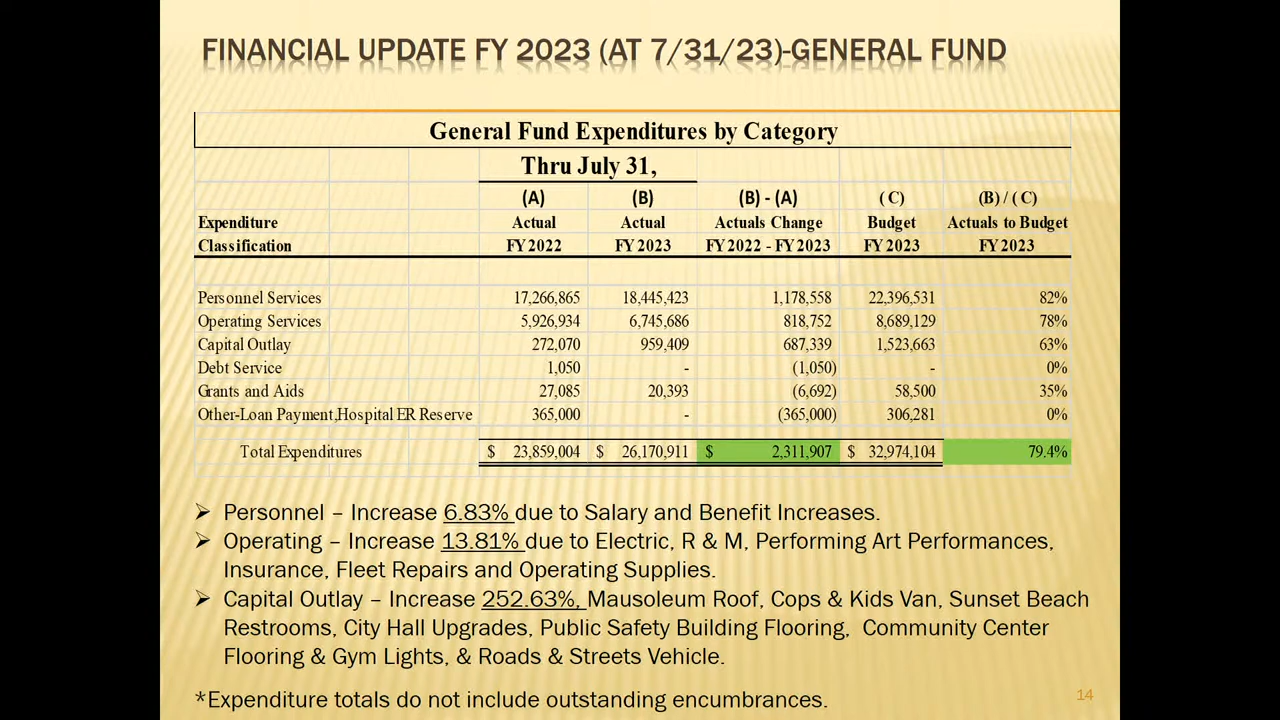 FINANCIAL UPDATE FY 2023 (AT 7/31/23)-GENERAL FUND
General Fund Expenditures by Category
Thru July 31,
(A) (B) (B) - (A) ( C) (B) / ( C)
Expenditure Actual Actual Actuals Change Budget Actuals to Budget
Classification FY 2022 FY 2023 FY 2022 - FY 2023 FY 2023 FY 2023
Personnel Services 17,266,865 18,445,423 1,178,558 22,396,531 82%
Operating Services 5,926,934 6,745,686 818,752 8,689,129 78%
Capital Outlay 272,070 959,409 687,339 1,523,663 63%
Debt Service 1,050 - (1,050) - 0%
Grants and Aids 27,085 20,393 (6,692) 58,500 35%
Other-Loan Payment,Hospital ER Reserve 365,000 - (365,000) 306,281 0%
Total Expenditures $ 23,859,004 $ 26,170,911 $ 2,311,907 $ 32,974,104 79.4%
➢ Personnel – Increase 6.83% due to Salary and Benefit Increases.
➢ Operating – Increase 13.81% due to Electric, R & M, Performing Art Performances,
Insurance, Fleet Repairs and Operating Supplies.
➢ Capital Outlay – Increase 252.63%, Mausoleum Roof, Cops & Kids Van, Sunset Beach
Restrooms, City Hall Upgrades, Public Safety Building Flooring, Community Center
Flooring & Gym Lights, & Roads & Streets Vehicle.
*Expenditure totals do not include outstanding encumbrances.
14